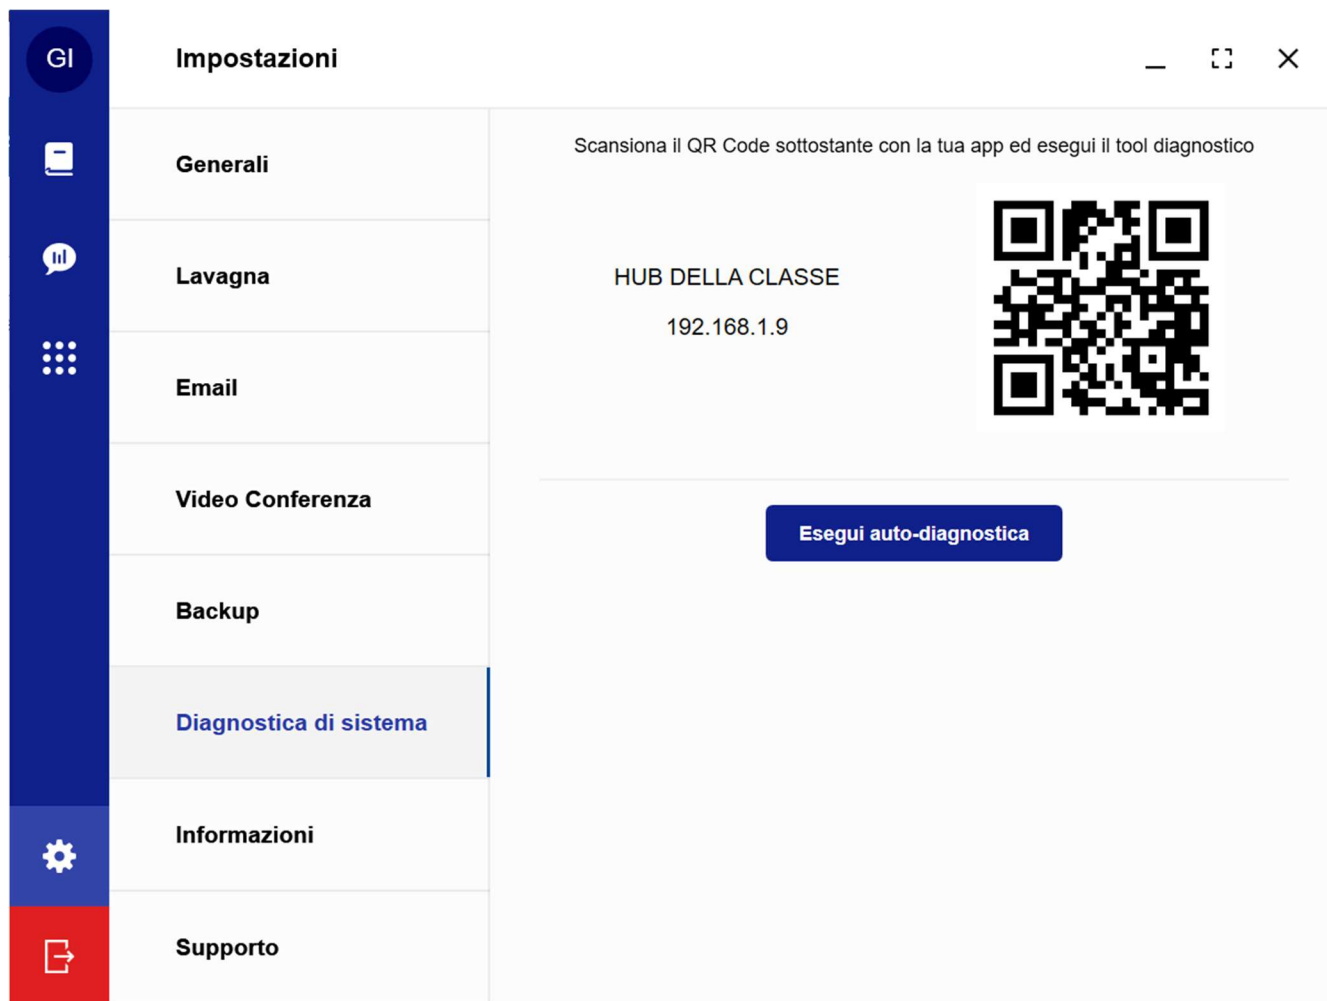 GI
Impostazioni
Generali
Lavagna
Email
Video Conferenza
Backup
Diagnostica di sistema
Informazioni
Supporto
Scansiona il QR Code sottostante con la tua app ed esegui il tool diagnostico
HUB DELLA CLASSE
192.168.1.9
Esegui auto-diagnostica